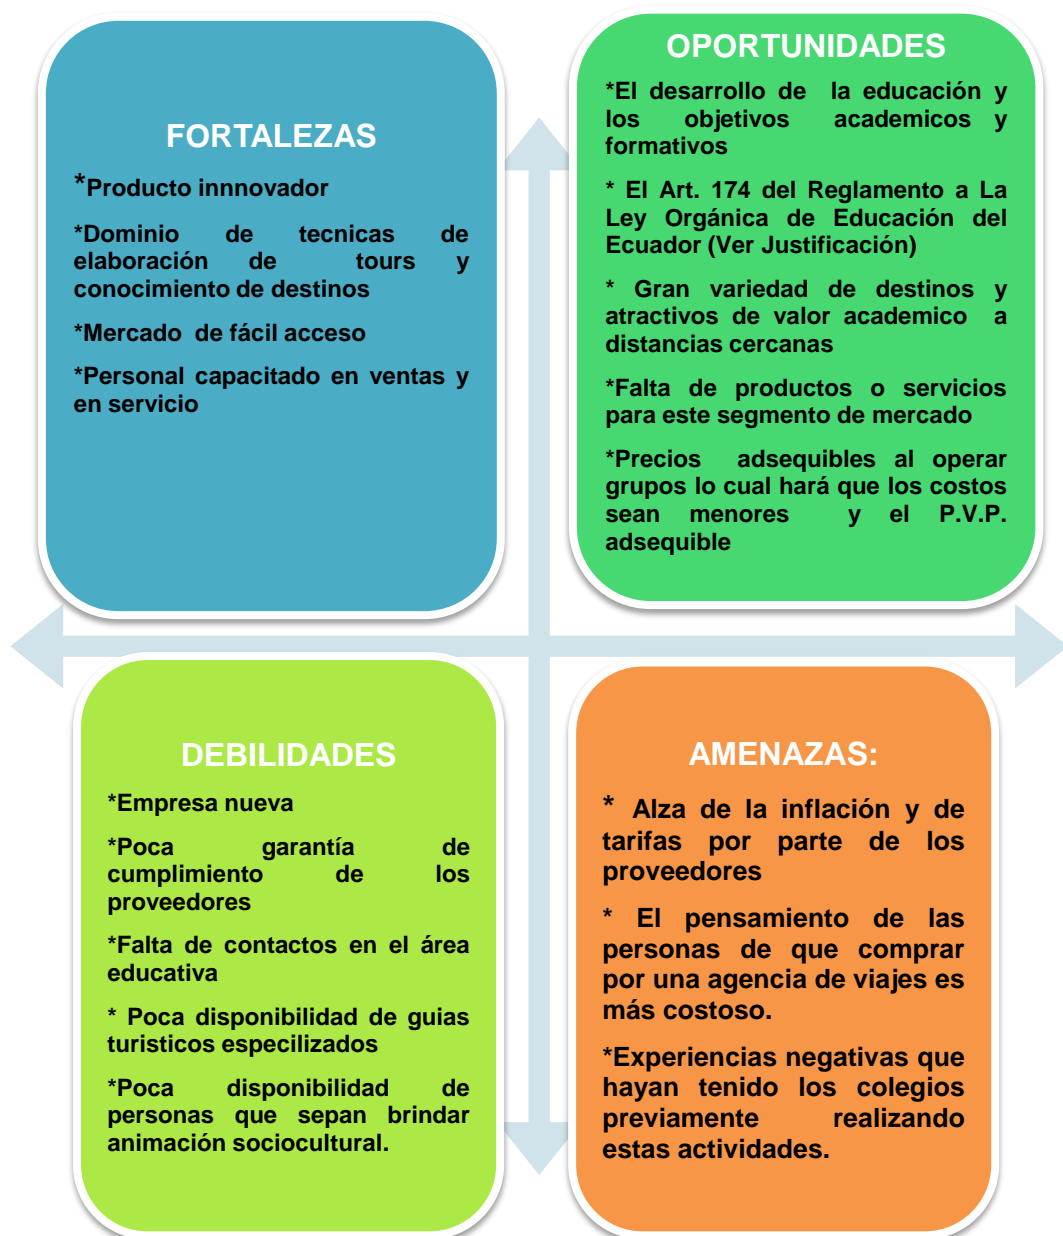 FORTALEZAS
*Producto innnovador
*Dominio de tecnicas de
elaboración de tours y
conocimiento de destinos
*Mercado de fácil acceso
*Personal capacitado en ventas y
en servicio
OPORTUNIDADES
*El desarrollo de la educación y
los objetivos academicos y
formativos
* El Art. 174 del Reglamento a La
Ley Orgánica de Educación del
Ecuador (Ver Justificación)
* Gran variedad de destinos y
atractivos de valor academico a
distancias cercanas
*Falta de productos o servicios
para este segmento de mercado
*Precios adsequibles al operar
grupos lo cual hará que los costos
sean menores y el P.V.P.
adsequible
DEBILIDADES
*Empresa nueva
*Poca garantía de
cumplimiento de los
proveedores
*Falta de contactos en el área
educativa
* Poca disponibilidad de guias
turisticos especilizados
*Poca disponibilidad de
personas que sepan brindar
animación sociocultural.
AMENAZAS:
* Alza de la inflación y de
tarifas por parte de los
proveedores
* El pensamiento de las
personas de que comprar
por una agencia de viajes es
más costoso.
*Experiencias negativas que
hayan tenido los colegios
previamente realizando
estas actividades.